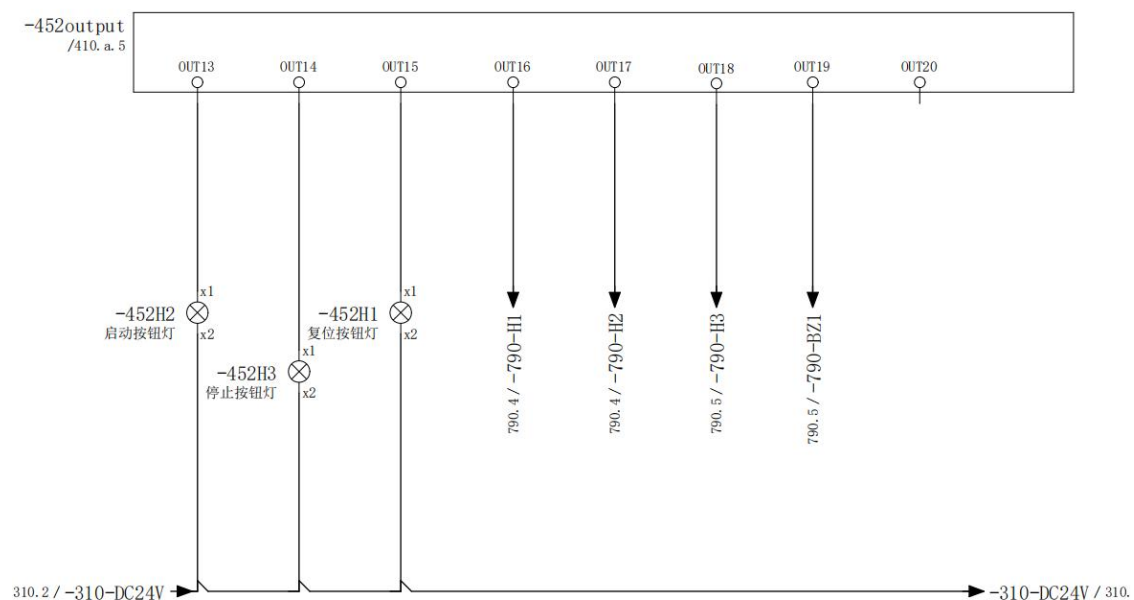 -452output
/410.a.5
OUT13 OUT14 OUT15 OUT16 OUT17 OUT18 OUT19 OUT20
x1
-452H2
启动按钮灯
x2
x1
-452H3
停止按钮灯
x2
x1
-452H1
复位按钮灯
x2
790.4 / -790-H1
790.4 / -790-H2
790.5 / -790-H3
790.5 / -790-BZ1
310.2 / -310-DC24V
-310-DC24V / 310.